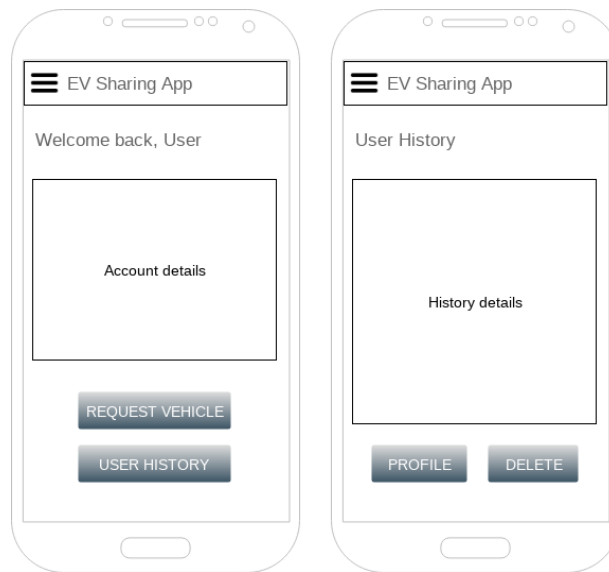 EV Sharing App
Welcome back, User
Account details
REQUEST VEHICLE
USER HISTORY
EV Sharing App
User History
History details
PROFILE
DELETE